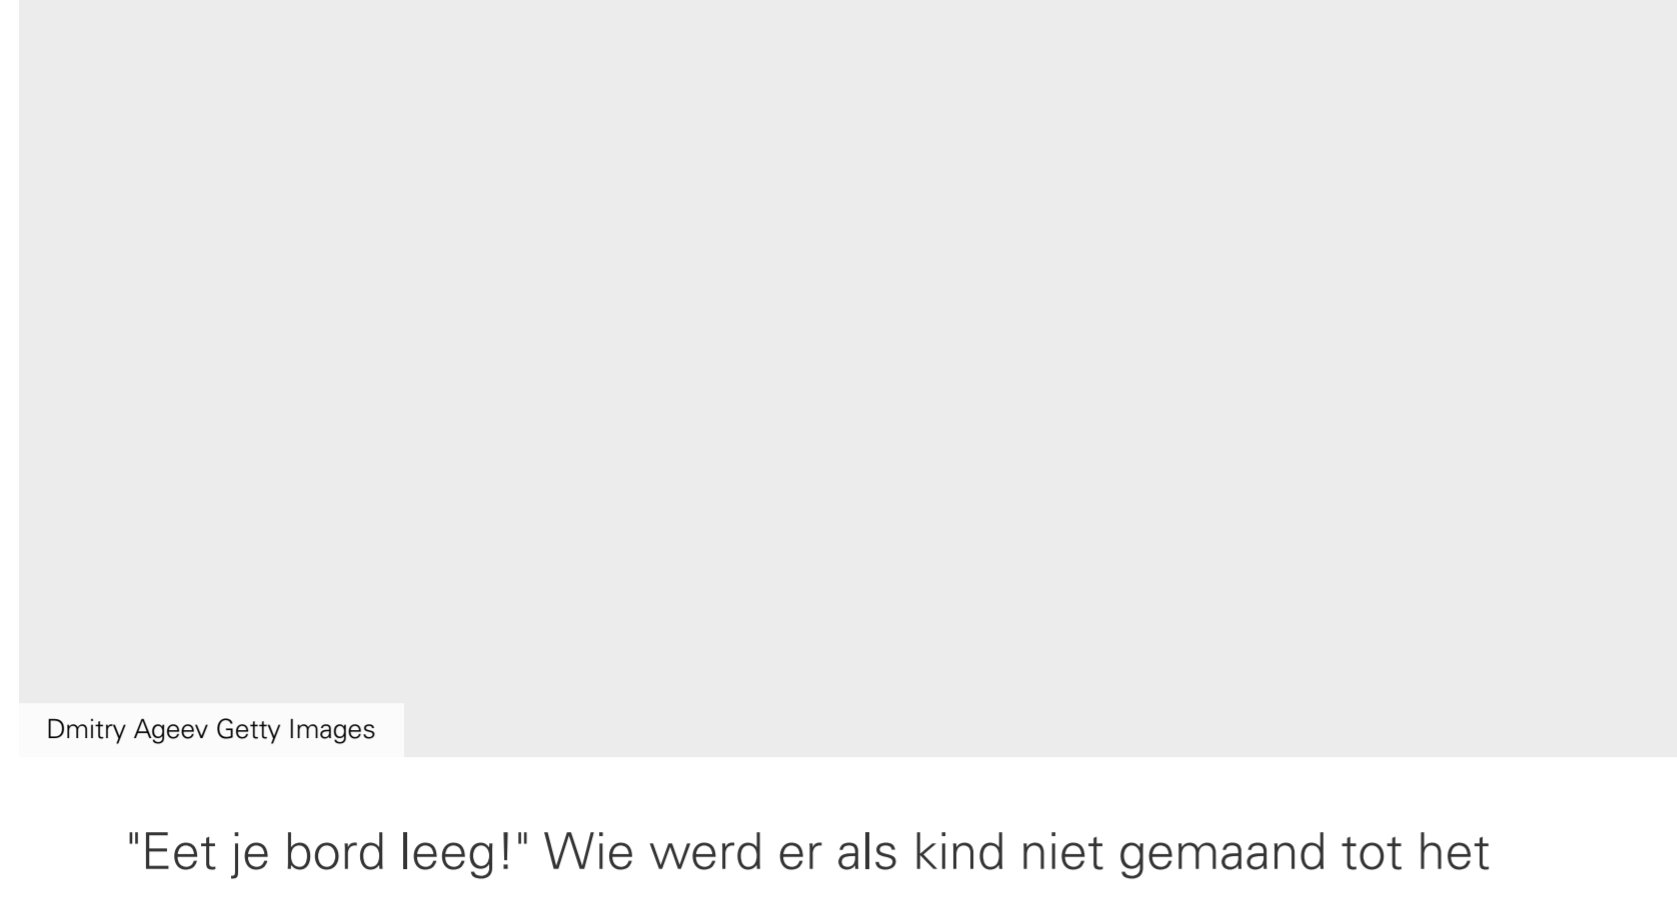 Dmitry Ageev Getty Images
"Eet je bord leeg!" Wie werd er als kind niet gemaand tot het